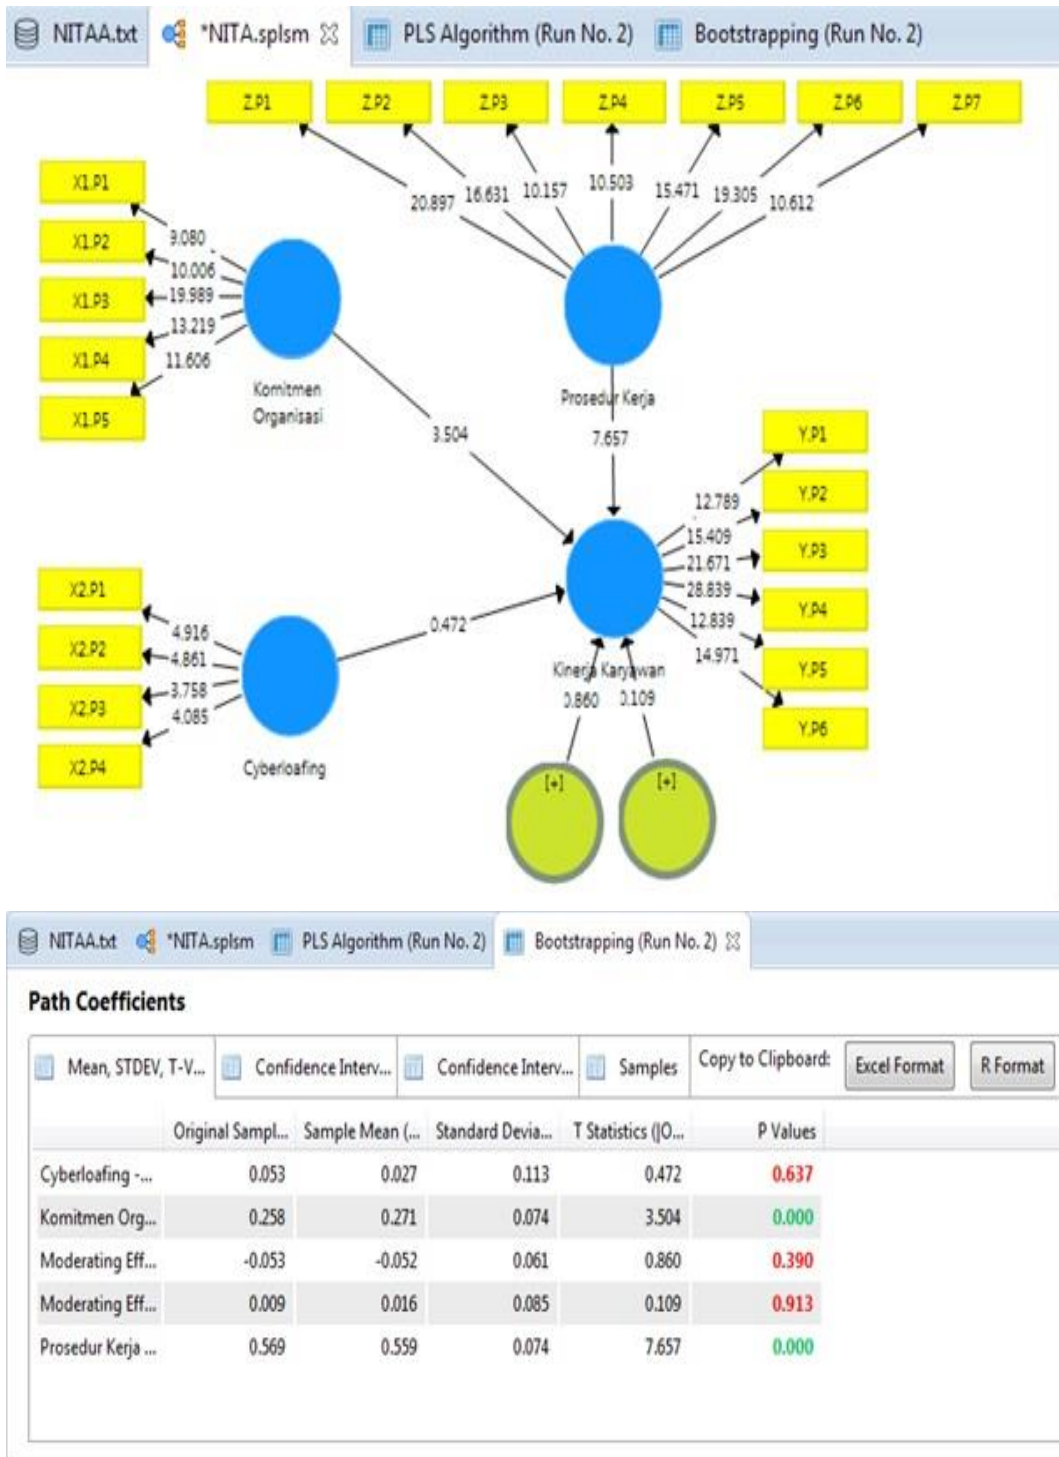 NITAA.txt *NITA.splsm PLS Algorithm (Run No. 2) Bootstrapping (Run No. 2)
Z.P1 Z.P2 Z.P3 Z.P4 Z.P5 Z.P6 Z.P7
20.897 16.631 10.157 10.503 15.471 19.305 10.612
X1.P1
X1.P2
X1.P3
X1.P4
X1.P5
9.080
10.006
19.989
13.219
11.606
Komitmen
Organisasi
Prosedur Kerja
3.504
7.657
Y.P1
Y.P2
Y.P3
Y.P4
Y.P5
Y.P6
12.789
15.409
21.671
28.839
12.839
14.971
X2.P1
X2.P2
X2.P3
X2.P4
4.916
4.861
3.758
4.085
Cyberloafing
0.472
Kinerja Karyawan
0.860 0.109
[+] [+]
NITAA.txt *NITA.splsm PLS Algorithm (Run No. 2) Bootstrapping (Run No. 2)
Path Coefficients
Mean, STDEV, T-V... Confidence Interv... Confidence Interv... Samples Copy to Clipboard: Excel Format R Format
Original Sampl... Sample Mean (... Standard Devia... T Statistics (|O... P Values
Cyberloafing -... 0.053 0.027 0.113 0.472 0.637
Komitmen Org... 0.258 0.271 0.074 3.504 0.000
Moderating Eff... -0.053 -0.052 0.061 0.860 0.390
Moderating Eff... 0.009 0.016 0.085 0.109 0.913
Prosedur Kerja ... 0.569 0.559 0.074 7.657 0.000